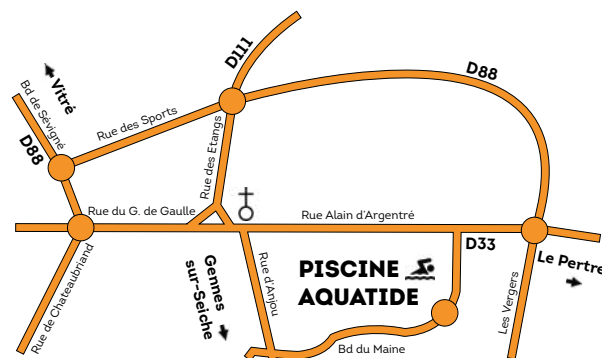 D111
D88
Vitré
Bd de Sévigné
D88
Rue des Sports
Rue des Etangs
Rue du G. de Gaulle
Rue Alain d'Argentré
D33
Le Pertre
Rue de Chateaubriand
Gennes
sur-Seiche
Rue d'Anjou
PISCINE
AQUATIDE
Les Vergers
Bd du Maine